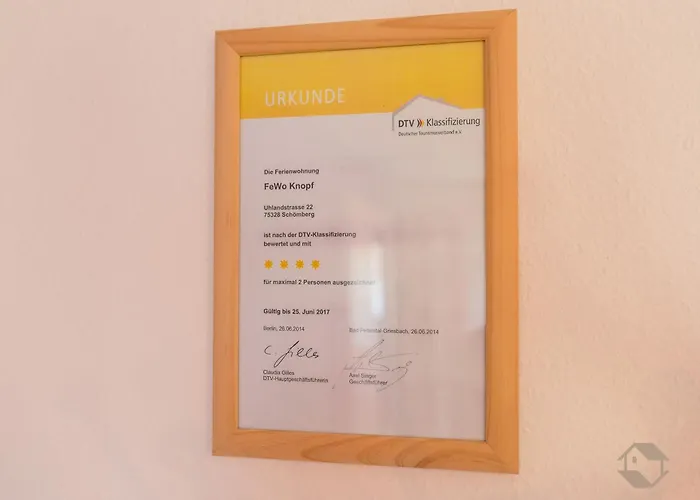 URKUNDE
DTV Klassifizierung
Deutscher Tourismusverband e.V.
Die Ferienwohnung
FeWo Knopf
Uhlandstrasse 22
75328 Schömberg
ist nach der DTV-Klassifizierung
bewertet und mit
für maximal 2 Personen ausgezeichnet
Gültig bis 25. Juni 2017
Berlin, 26.06.2014
Bad Peterstal-Griesbach, 26.06.2014
C. Gilles
Claudia Gilles
DTV-Hauptgeschäftsführerin
Axel Singer
Geschäftsführer